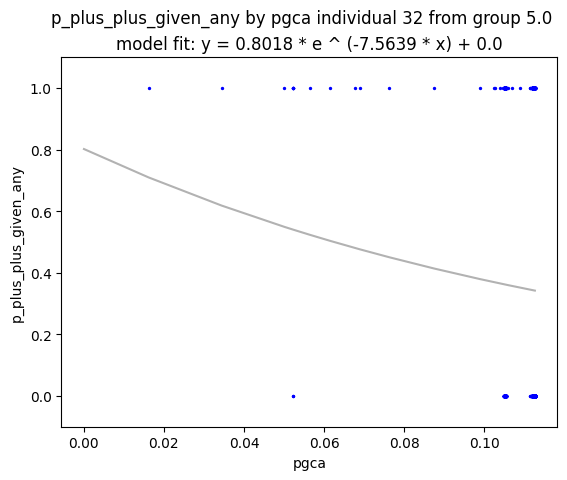 p_plus_plus_given_any by pgca individual 32 from group 5.0
model fit: y = 0.8018 * e ^ (-7.5639 * x) + 0.0
1.0
0.8
0.6
0.4
0.2
0.0
p_plus_plus_given_any
0.00 0.02 0.04 0.06 0.08 0.10
pgca